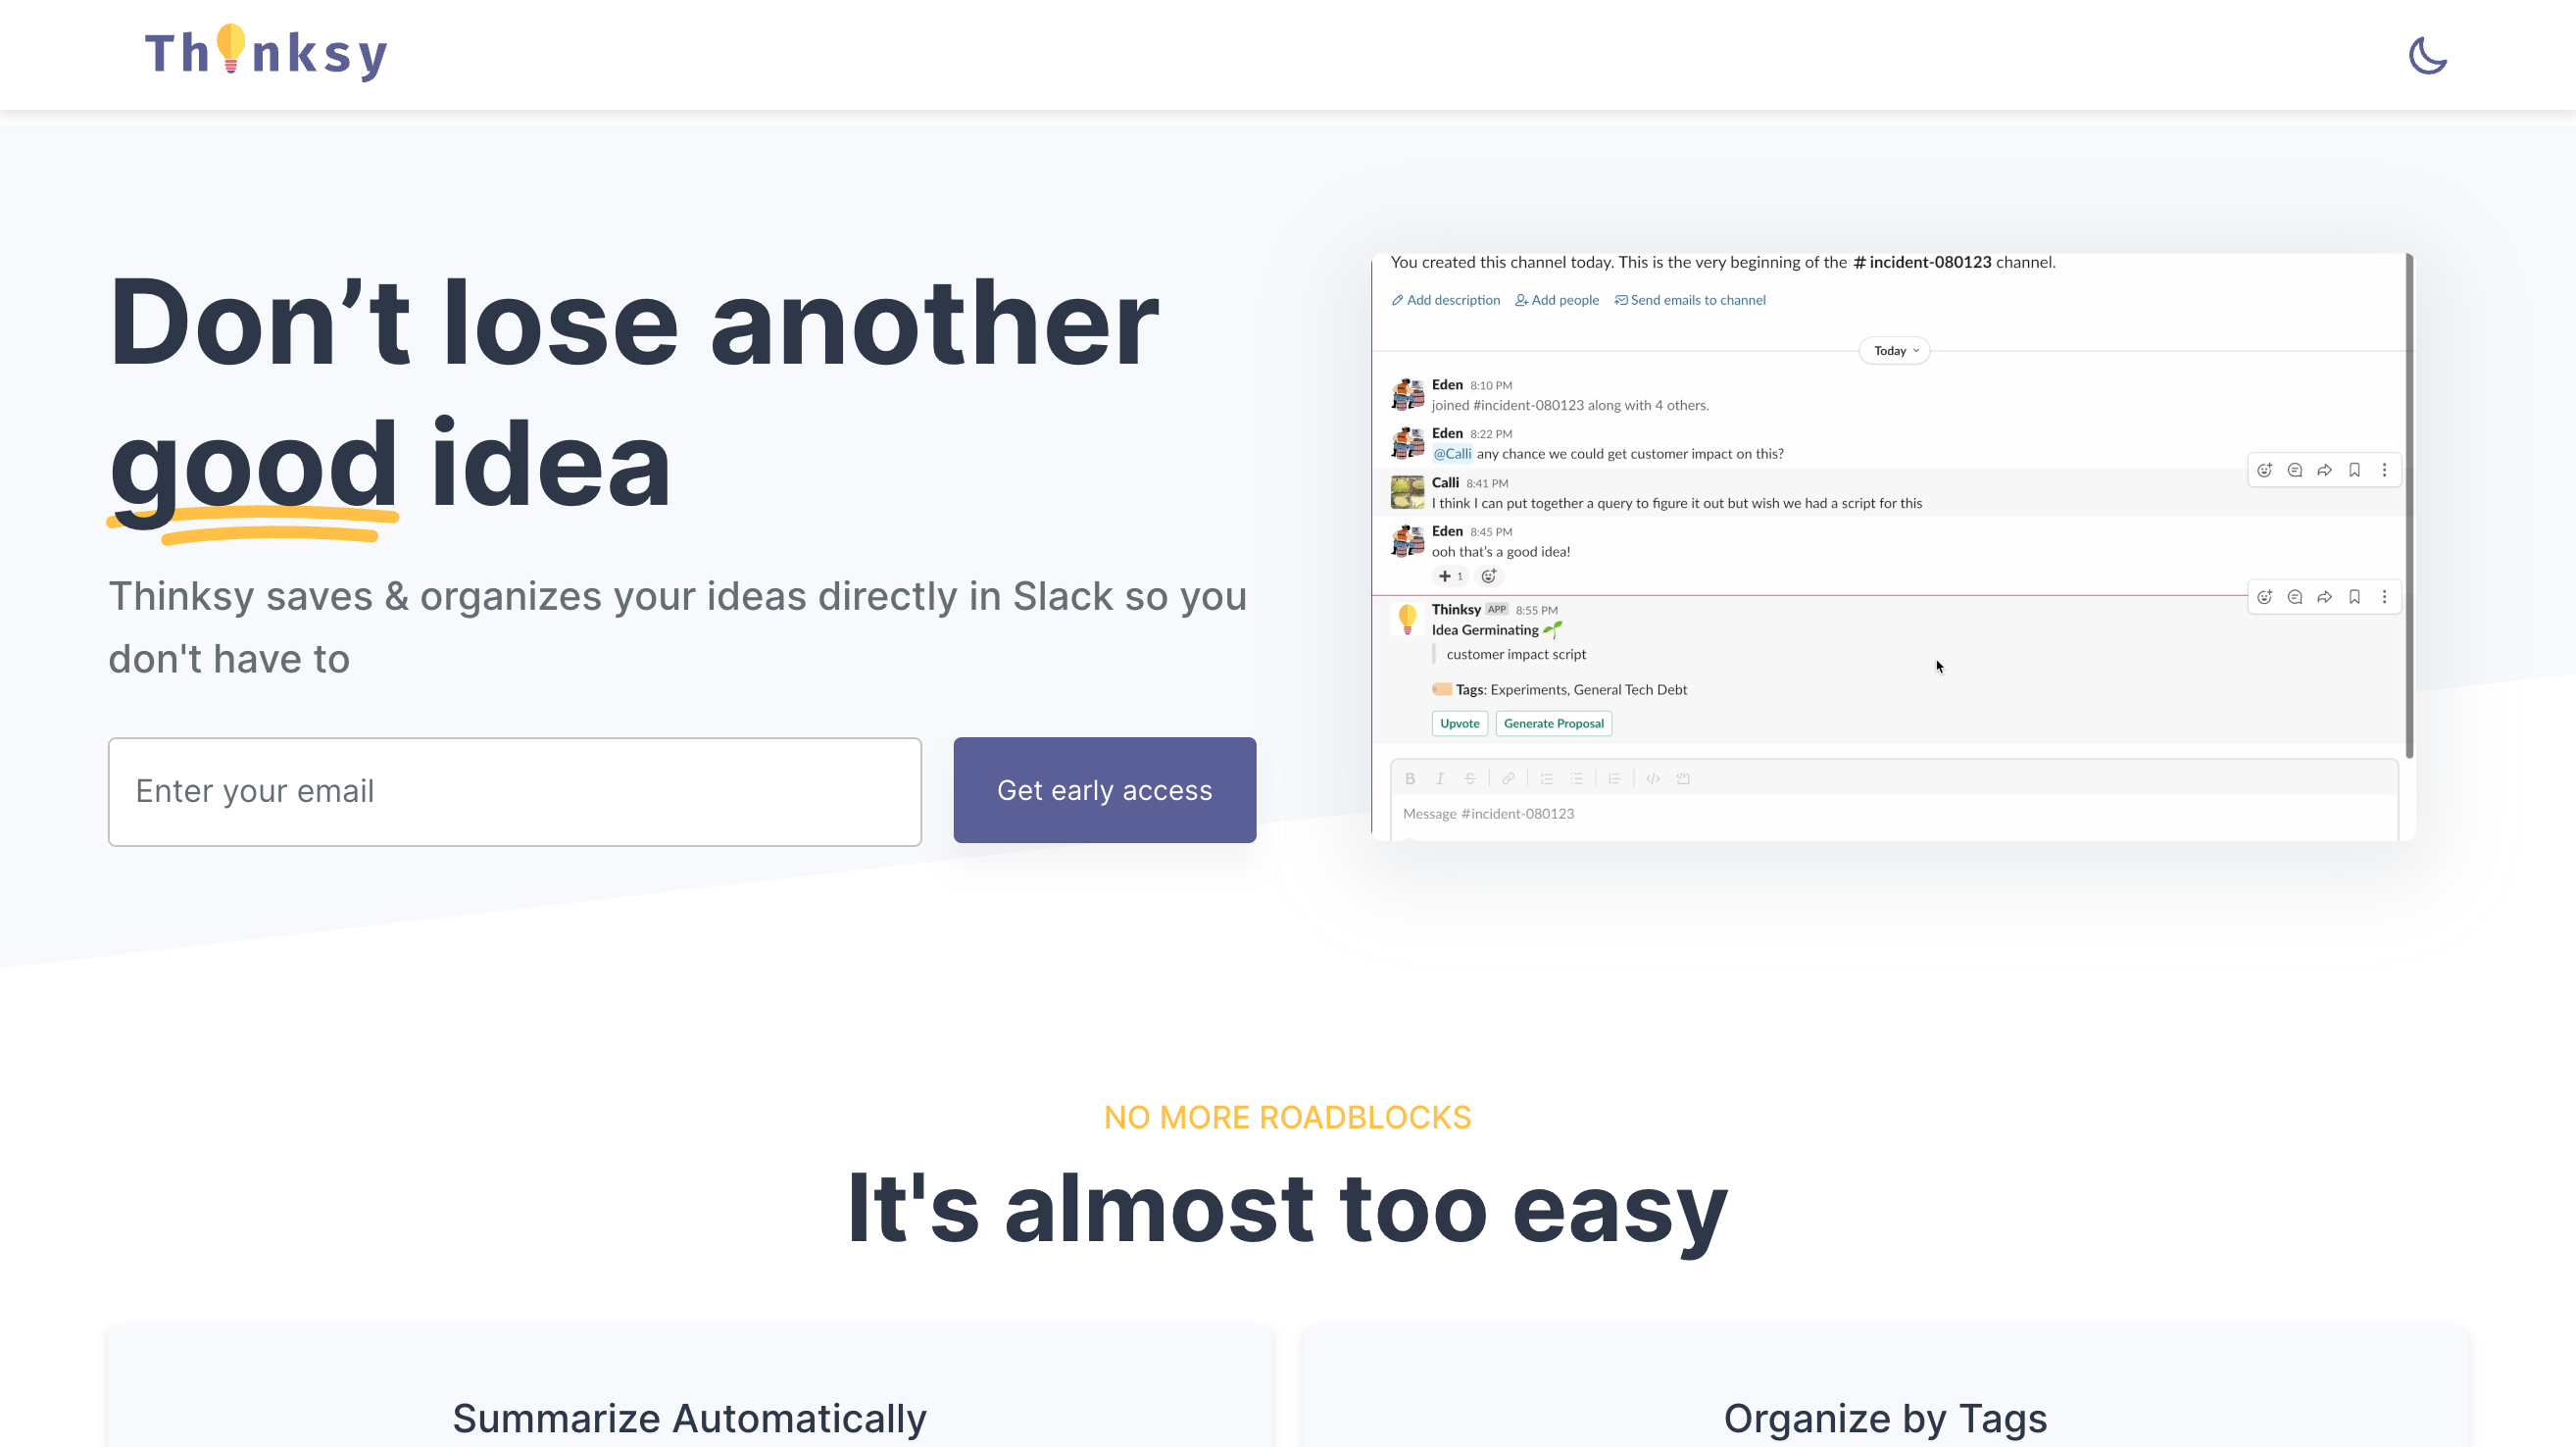 Thinksy
Don’t lose another
good idea
Thinksy saves & organizes your ideas directly in Slack so you
don't have to
Enter your email
Get early access
You created this channel today. This is the very beginning of the # incident-080123 channel.
Add description Add people Send emails to channel
Today
Eden 8:10 PM
joined #incident-080123 along with 4 others.
Eden 8:22 PM
@Calli any chance we could get customer impact on this?
Calli 8:41 PM
I think I can put together a query to figure it out but wish we had a script for this
Eden 8:45 PM
ooh that's a good idea!
1
Thinksy APP 8:55 PM
Idea Germinating
customer impact script
Tags: Experiments, General Tech Debt
Upvote Generate Proposal
B I S
Message #incident-080123
NO MORE ROADBLOCKS
It's almost too easy
Summarize Automatically
Organize by Tags